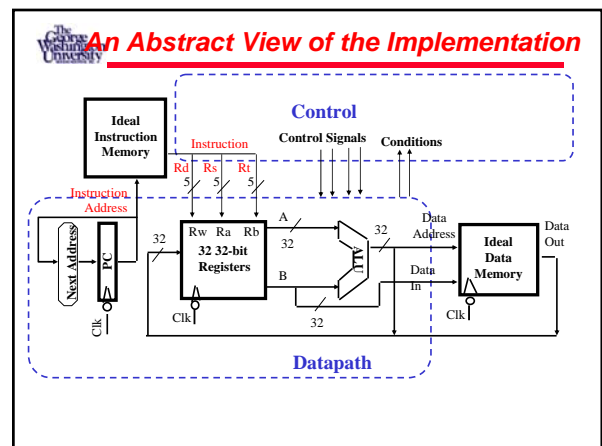 The
George
Washington
University
An Abstract View of the Implementation
Control
Ideal
Instruction
Memory
Instruction
Control Signals
Conditions
Rd Rs Rt
5 5 5
Instruction
Address
Rw Ra Rb
32 32-bit
Registers
32
A
32
B
32
ALU
32
Data
Address
Data
In
Ideal
Data
Memory
Data
Out
Next Address
PC
Clk
Clk
Clk
Datapath